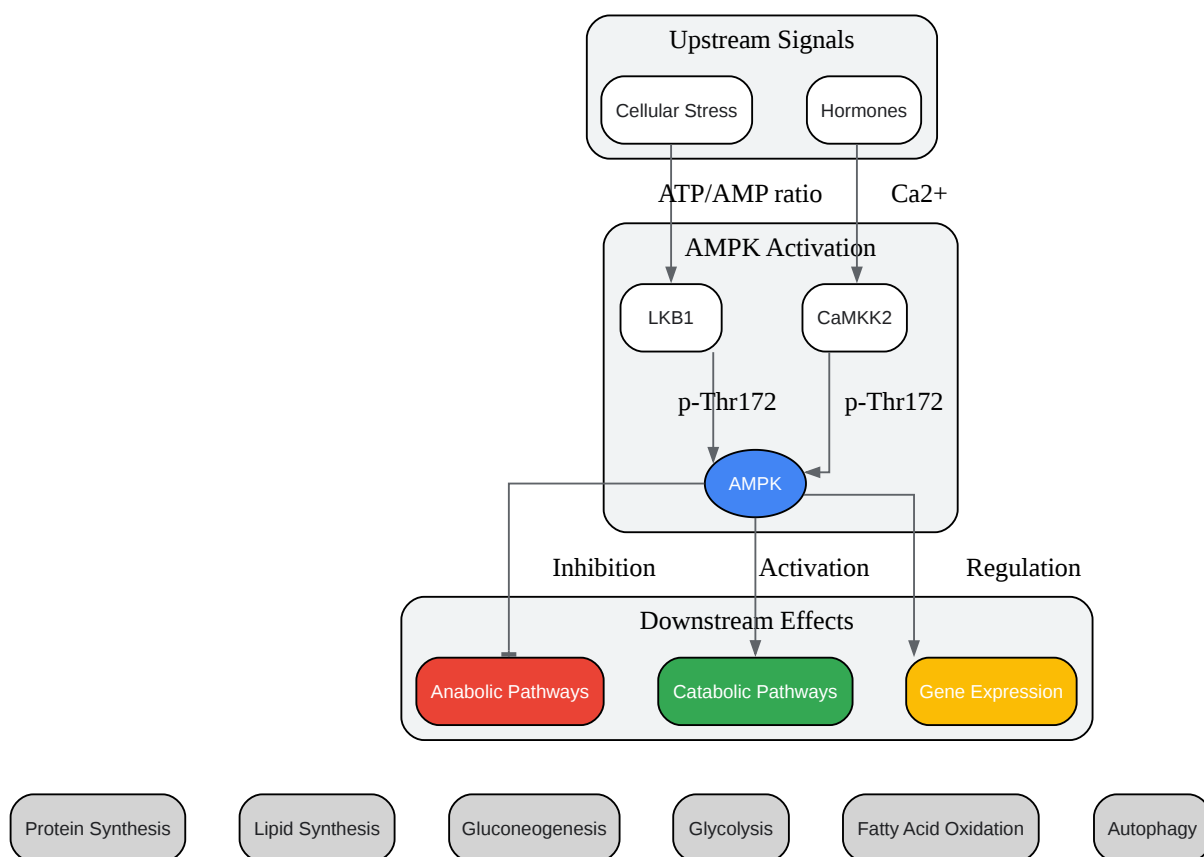 Upstream Signals
Cellular Stress
Hormones
ATP/AMP ratio
Ca2+
AMPK Activation
LKB1
CaMKK2
p-Thr172
p-Thr172
AMPK
Inhibition
Activation
Regulation
Downstream Effects
Anabolic Pathways
Catabolic Pathways
Gene Expression
Protein Synthesis
Lipid Synthesis
Gluconeogenesis
Glycolysis
Fatty Acid Oxidation
Autophagy